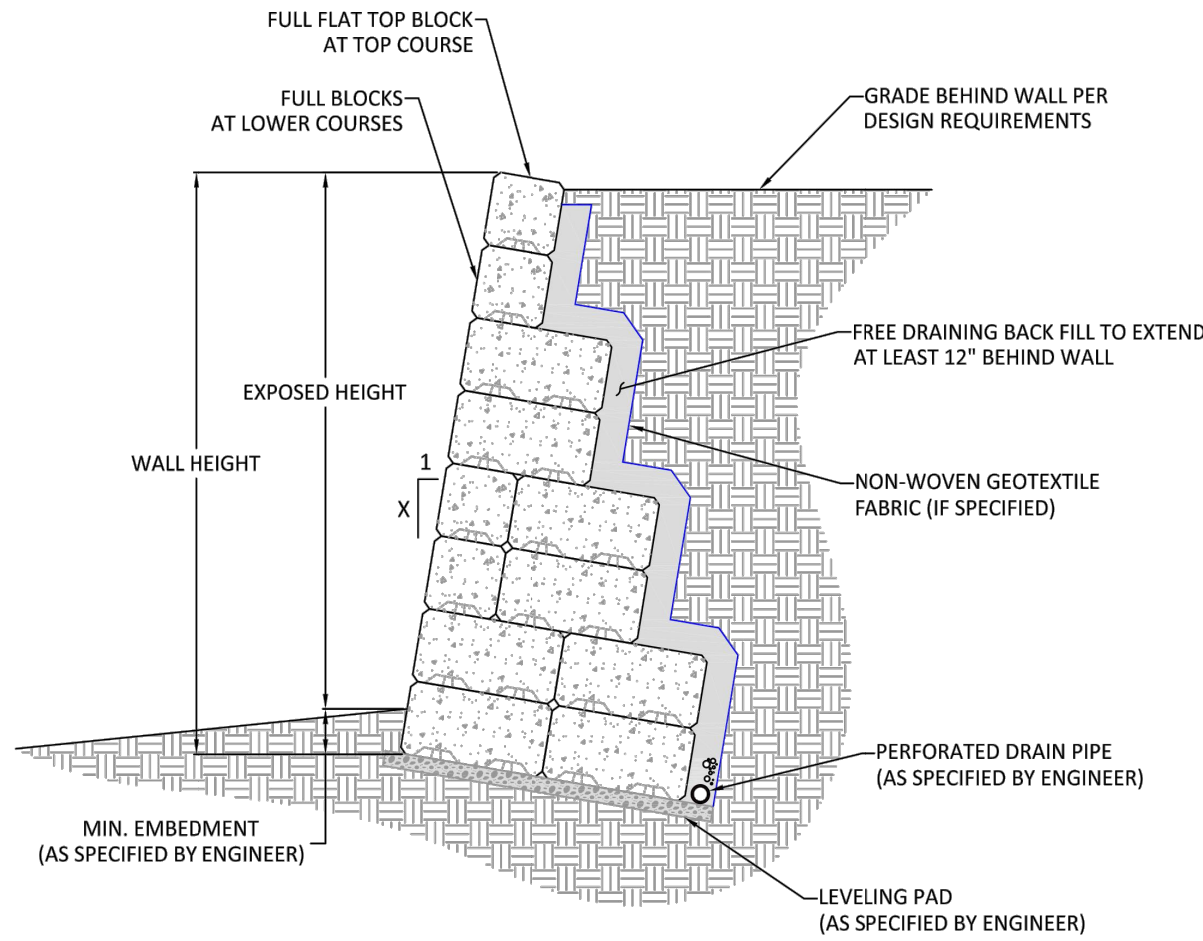 FULL FLAT TOP BLOCK
AT TOP COURSE
FULL BLOCKS
AT LOWER COURSES
GRADE BEHIND WALL PER
DESIGN REQUIREMENTS
FREE DRAINING BACK FILL TO EXTEND
AT LEAST 12" BEHIND WALL
EXPOSED HEIGHT
WALL HEIGHT
1
X
NON-WOVEN GEOTEXTILE
FABRIC (IF SPECIFIED)
PERFORATED DRAIN PIPE
(AS SPECIFIED BY ENGINEER)
MIN. EMBEDMENT
(AS SPECIFIED BY ENGINEER)
LEVELING PAD
(AS SPECIFIED BY ENGINEER)